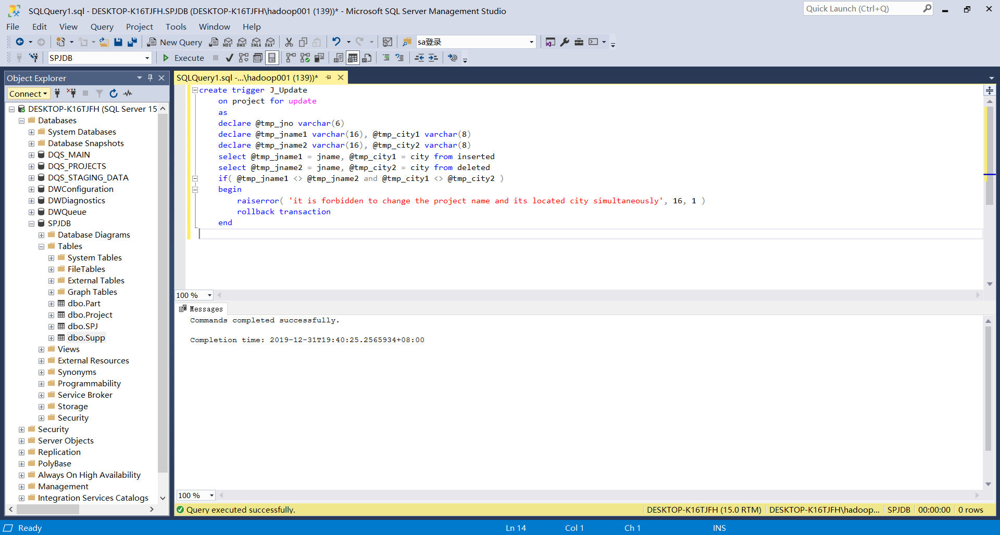 SQLQuery1.sql - DESKTOP-K16TJFH.SPJDB (DESKTOP-K16TJFH\hadoop001 (139))* - Microsoft SQL Server Management Studio
Quick Launch (Ctrl+Q)
File Edit View Query Project Tools Window Help
New Query MDX DMX XMLA DAX sa登录
SPJDB Execute
Object Explorer
Connect
DESKTOP-K16TJFH (SQL Server 15
Databases
System Databases
Database Snapshots
DQS_MAIN
DQS_PROJECTS
DQS_STAGING_DATA
DWConfiguration
DWDiagnostics
DWQueue
SPJDB
Database Diagrams
Tables
System Tables
FileTables
External Tables
Graph Tables
dbo.Part
dbo.Project
dbo.SPJ
dbo.Supp
Views
External Resources
Synonyms
Programmability
Service Broker
Storage
Security
Security
Server Objects
Replication
PolyBase
Always On High Availability
Management
Integration Services Catalogs
SQLQuery1.sql -...\hadoop001 (139))*
create trigger J_Update
on project for update
as
declare @tmp_jno varchar(6)
declare @tmp_jname1 varchar(16), @tmp_city1 varchar(8)
declare @tmp_jname2 varchar(16), @tmp_city2 varchar(8)
select @tmp_jname1 = jname, @tmp_city1 = city from inserted
select @tmp_jname2 = jname, @tmp_city2 = city from deleted
if( @tmp_jname1 <> @tmp_jname2 and @tmp_city1 <> @tmp_city2 )
begin
raiserror( 'it is forbidden to change the project name and its located city simultaneously', 16, 1 )
rollback transaction
end
100 %
Messages
Commands completed successfully.
Completion time: 2019-12-31T19:40:25.2565934+08:00
100 %
Query executed successfully. DESKTOP-K16TJFH (15.0 RTM) DESKTOP-K16TJFH\hadoop... SPJDB 00:00:00 0 rows
Ready Ln 14 Col 1 Ch 1 INS